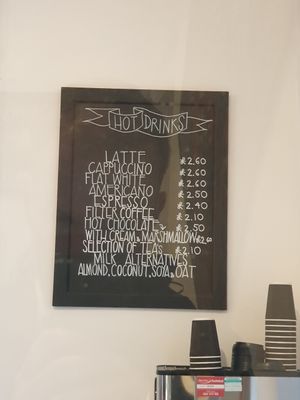 HOT DRINKS
LATTE £2.60
CAPPUCCINO £2.60
FLAT WHITE £2.60
AMERICANO £2.50
ESPRESSO £2.40
FILTER COFFEE £2.10
HOT CHOCOLATE £2.50
WITH CREAM & MARSHMALLOW £2.60
SELECTION OF TEAS £2.10
MILK ALTERNATIVES
ALMOND, COCONUT, SOYA, OAT